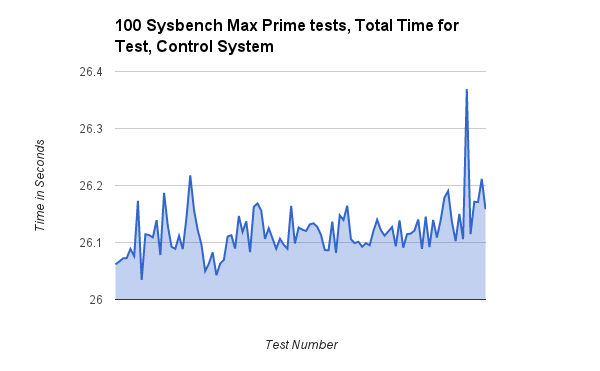 100 Sysbench Max Prime tests, Total Time for
Test, Control System
26.4
26.3
26.2
26.1
26
Time in Seconds
Test Number